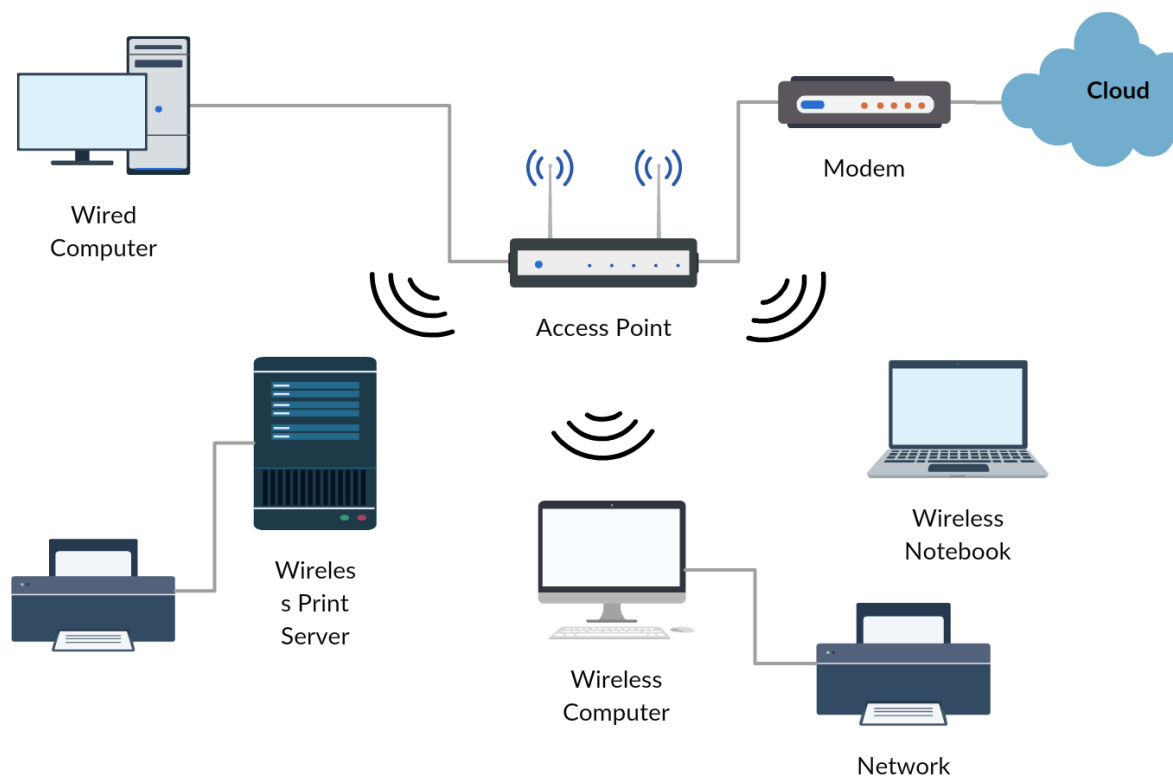 Cloud
Modem
Wired
Computer
Access Point
Wireless
Notebook
Wireles
s Print
Server
Wireless
Computer
Network